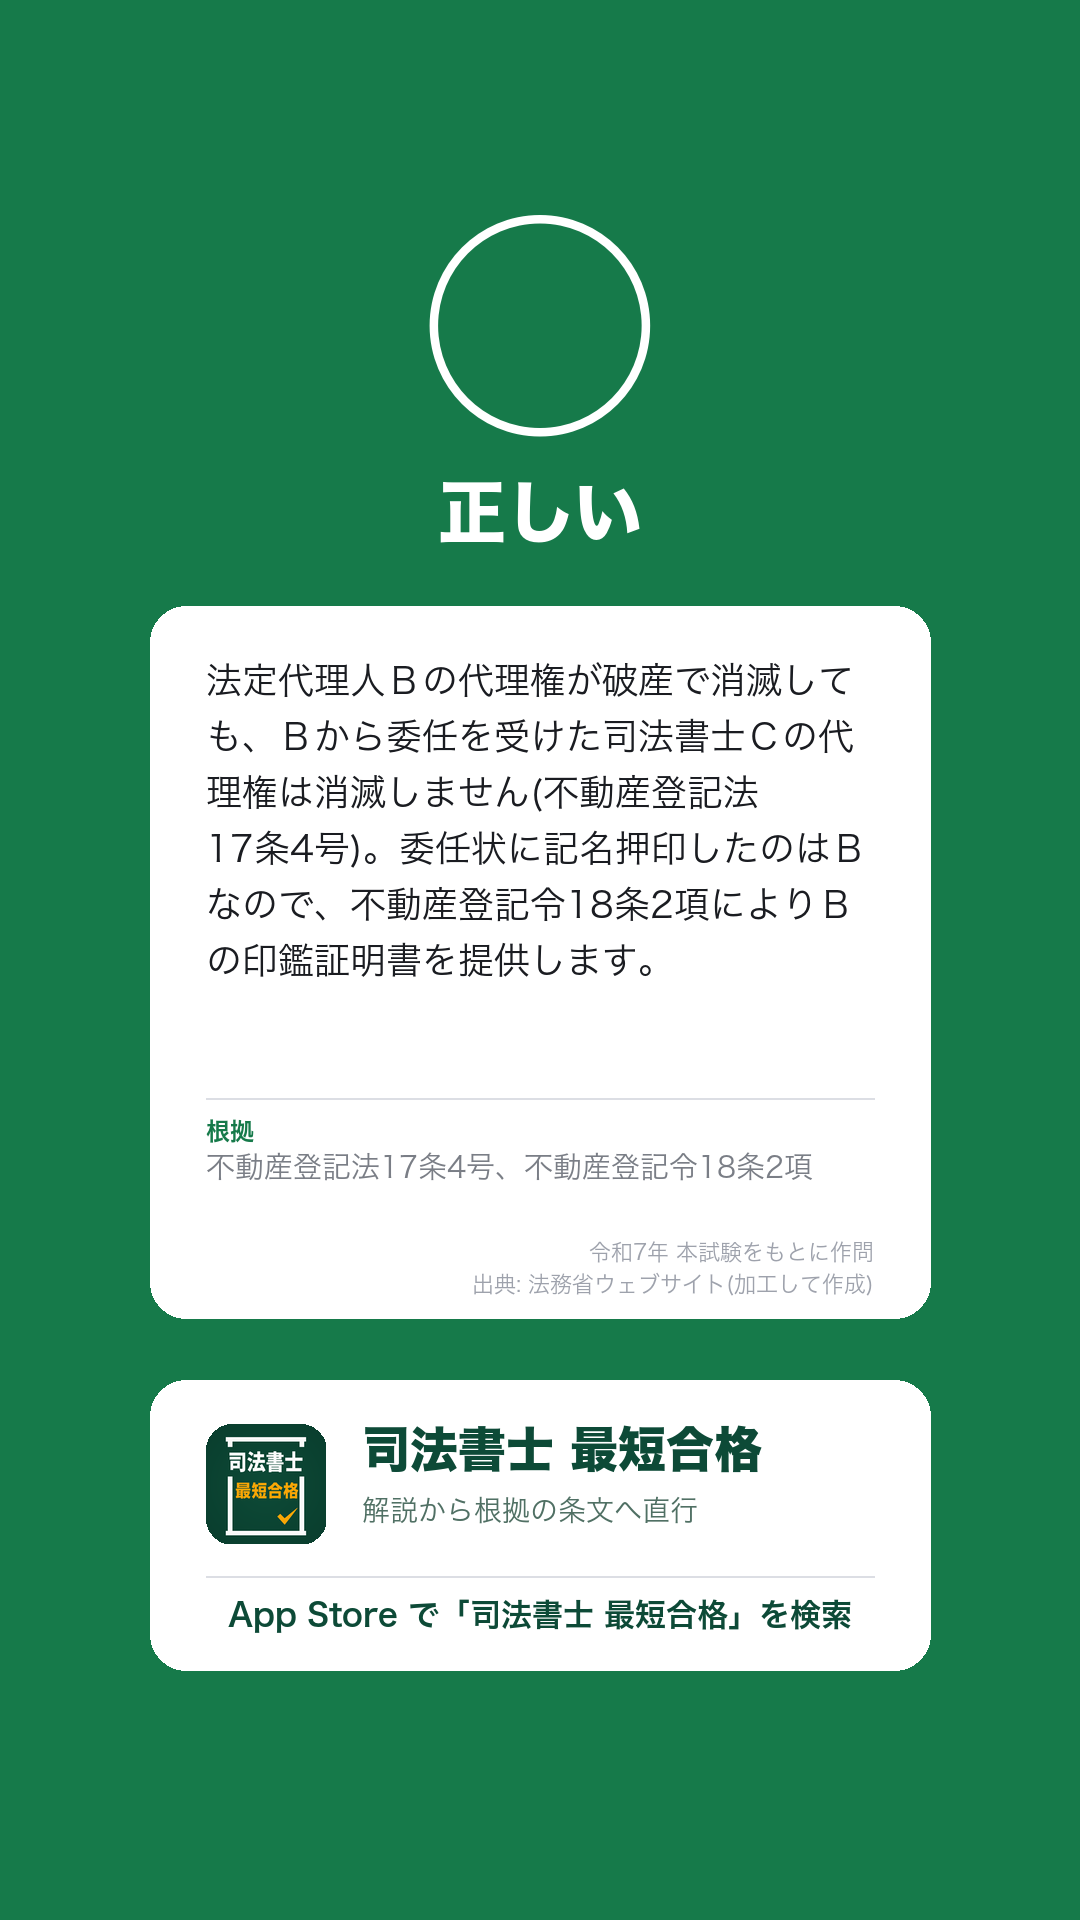 正しい
法定代理人Ｂの代理権が破産で消滅して
も、Ｂから委任を受けた司法書士Ｃの代
理権は消滅しません(不動産登記法
17条4号)。委任状に記名押印したのはＢ
なので、不動産登記令18条2項によりＢ
の印鑑証明書を提供します。
根拠
不動産登記法17条4号、不動産登記令18条2項
令和7年 本試験をもとに作問
出典: 法務省ウェブサイト(加工して作成)
司法書士
最短合格
司法書士 最短合格
解説から根拠の条文へ直行
App Store で「司法書士 最短合格」を検索